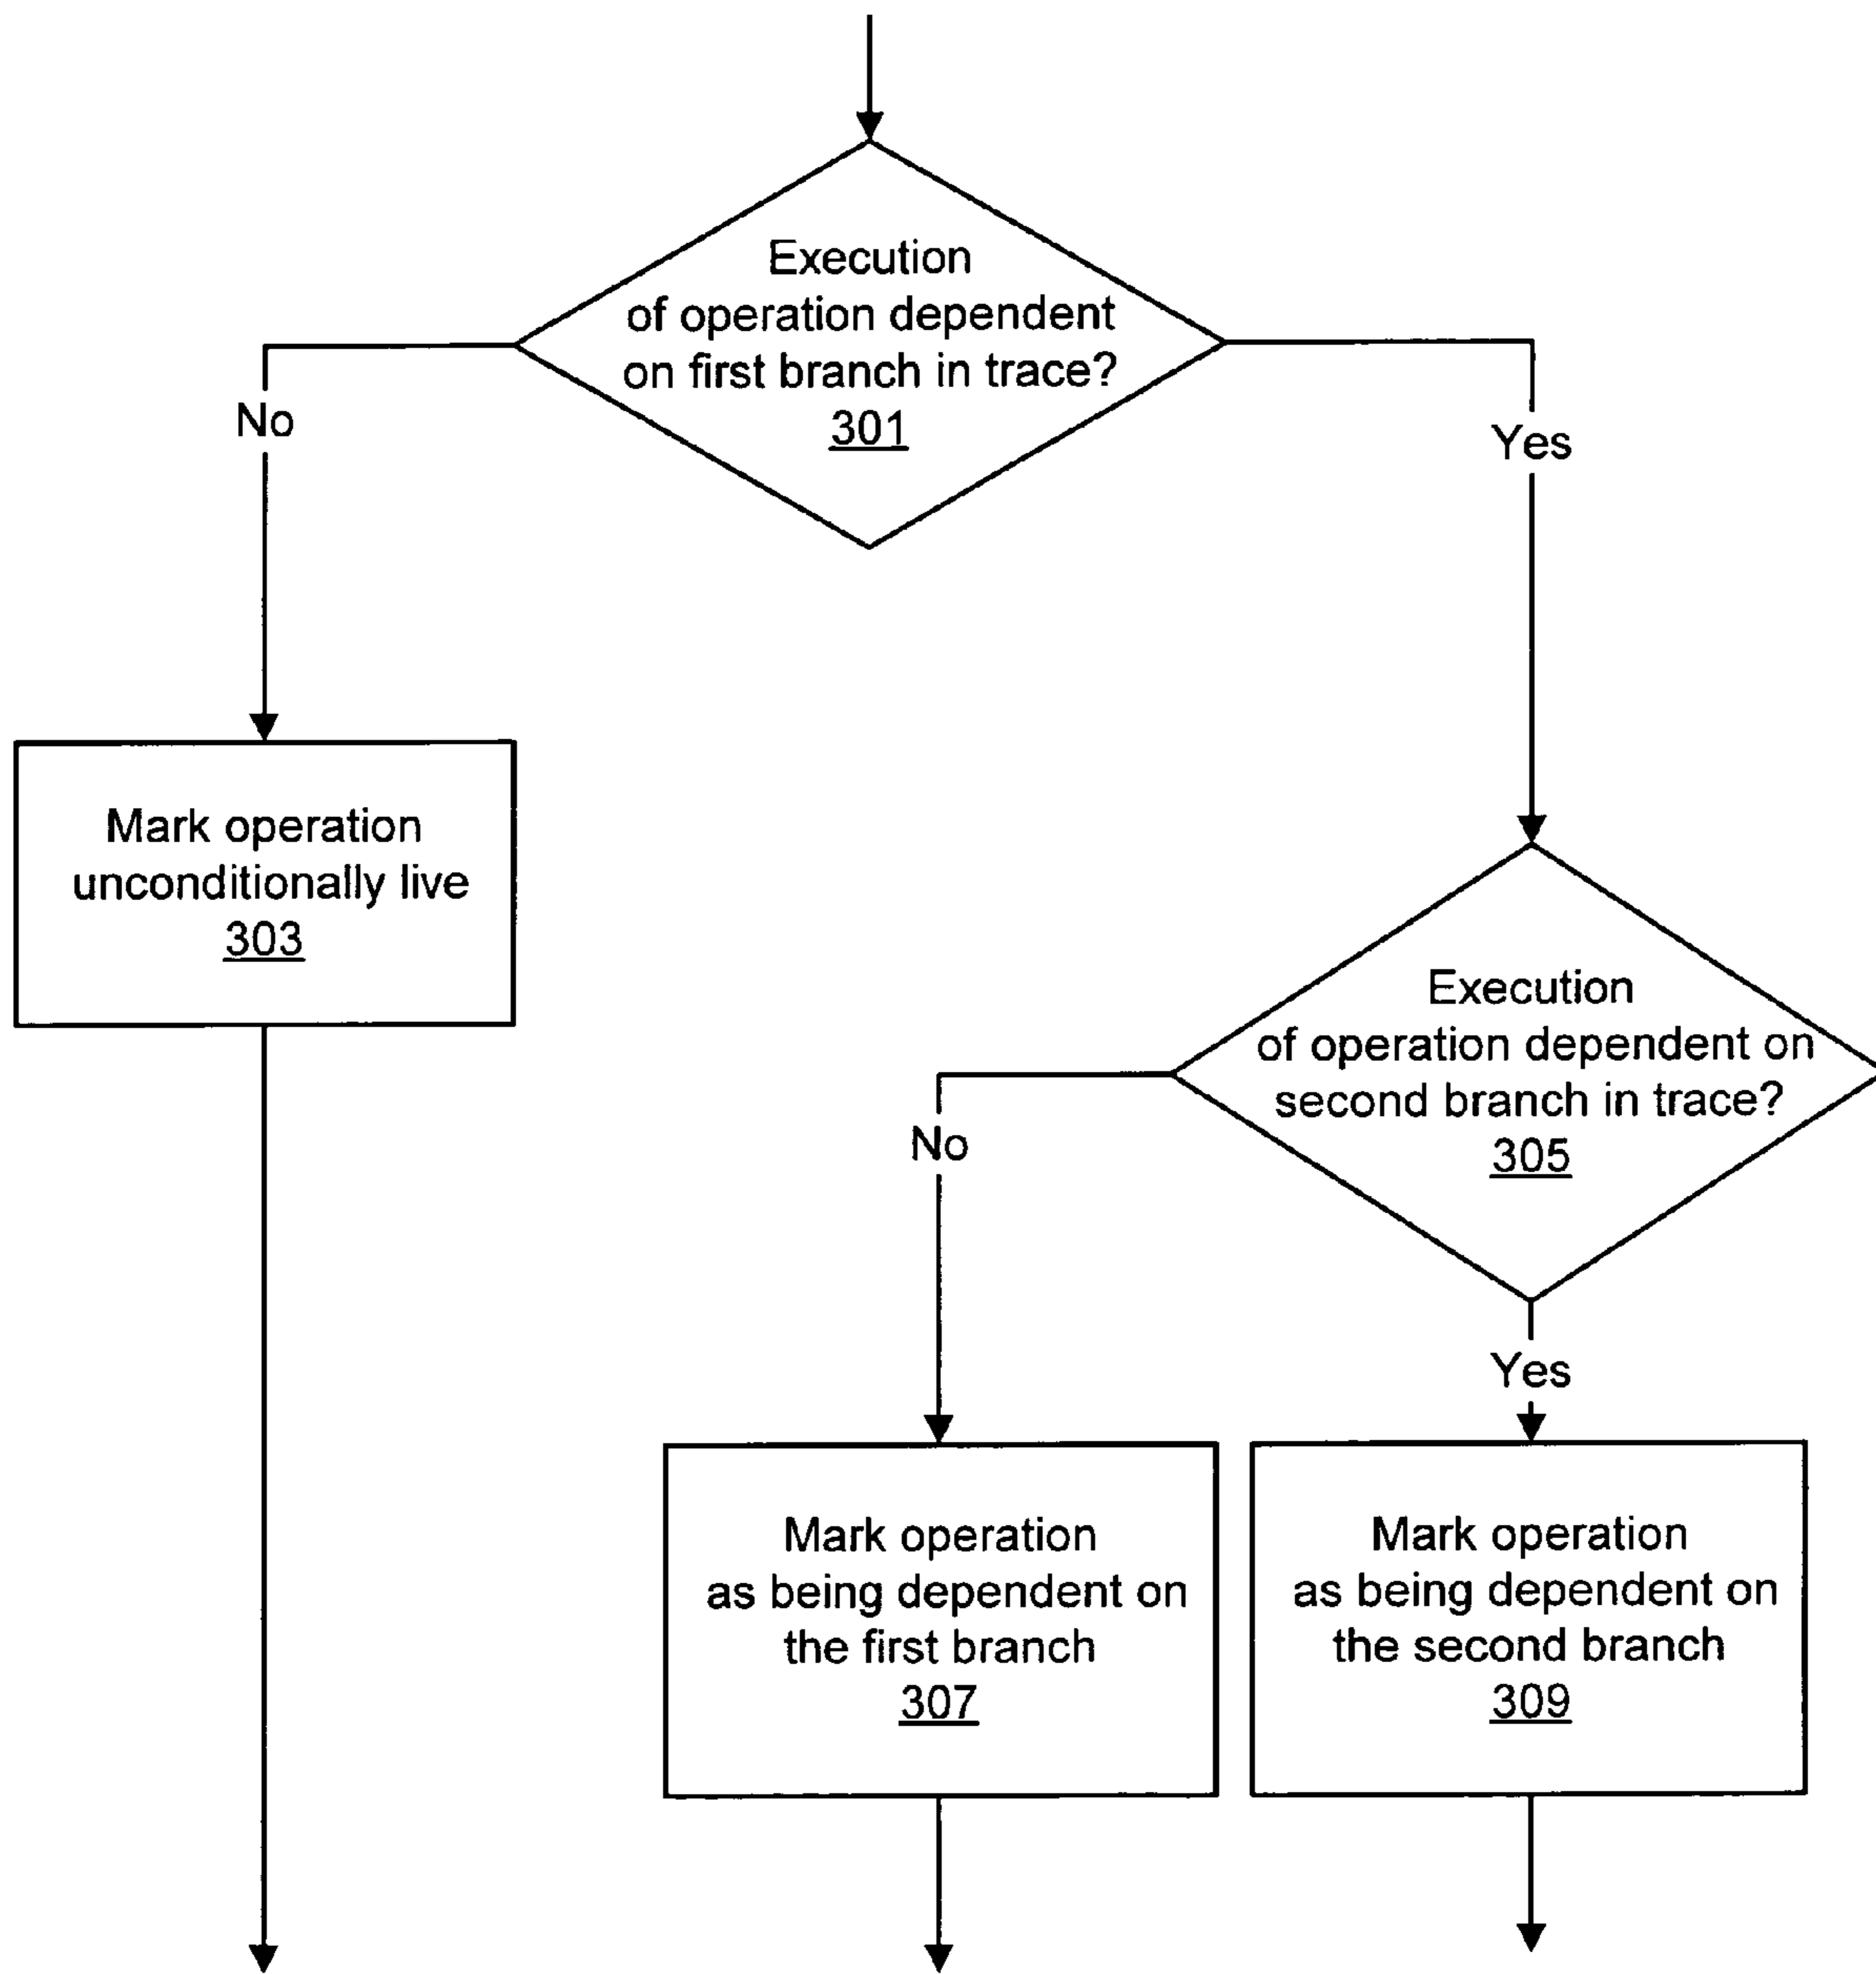 Execution
of operation dependent
on first branch in trace?
301
No
Yes
Mark operation
unconditionally live
303
Execution
of operation dependent on
second branch in trace?
305
No
Yes
Mark operation
as being dependent on
the first branch
307
Mark operation
as being dependent on
the second branch
309